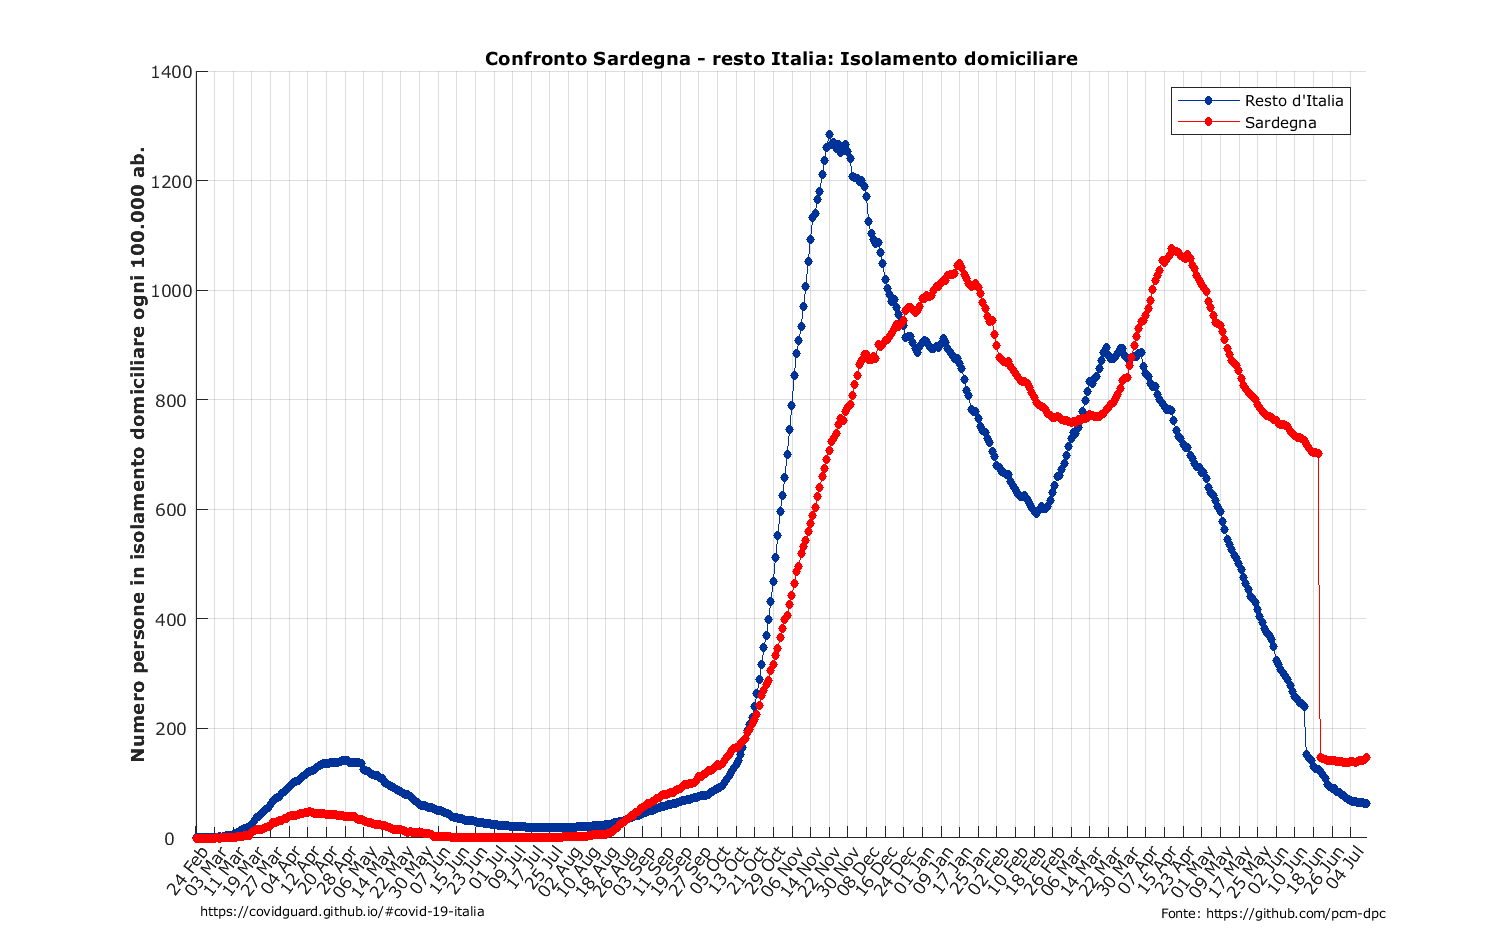 Confronto Sardegna - resto Italia: Isolamento domiciliare
Numero persone in isolamento domiciliare ogni 100.000 ab.
1400
1200
1000
800
600
400
200
0
Resto d'Italia
Sardegna
24 Feb
03 Mar
11 Mar
19 Mar
27 Mar
04 Apr
12 Apr
20 Apr
28 Apr
06 May
14 May
22 May
30 May
07 Jun
15 Jun
23 Jun
01 Jul
09 Jul
17 Jul
25 Jul
02 Aug
10 Aug
18 Aug
26 Aug
03 Sep
11 Sep
19 Sep
27 Sep
05 Oct
13 Oct
21 Oct
29 Oct
06 Nov
14 Nov
22 Nov
30 Nov
08 Dec
16 Dec
24 Dec
01 Jan
09 Jan
17 Jan
25 Jan
02 Feb
10 Feb
18 Feb
26 Feb
06 Mar
14 Mar
22 Mar
30 Mar
07 Apr
15 Apr
23 Apr
01 May
09 May
17 May
25 May
02 Jun
10 Jun
18 Jun
26 Jun
04 Jul
https://covidguard.github.io/#covid-19-italia
Fonte: https://github.com/pcm-dpc